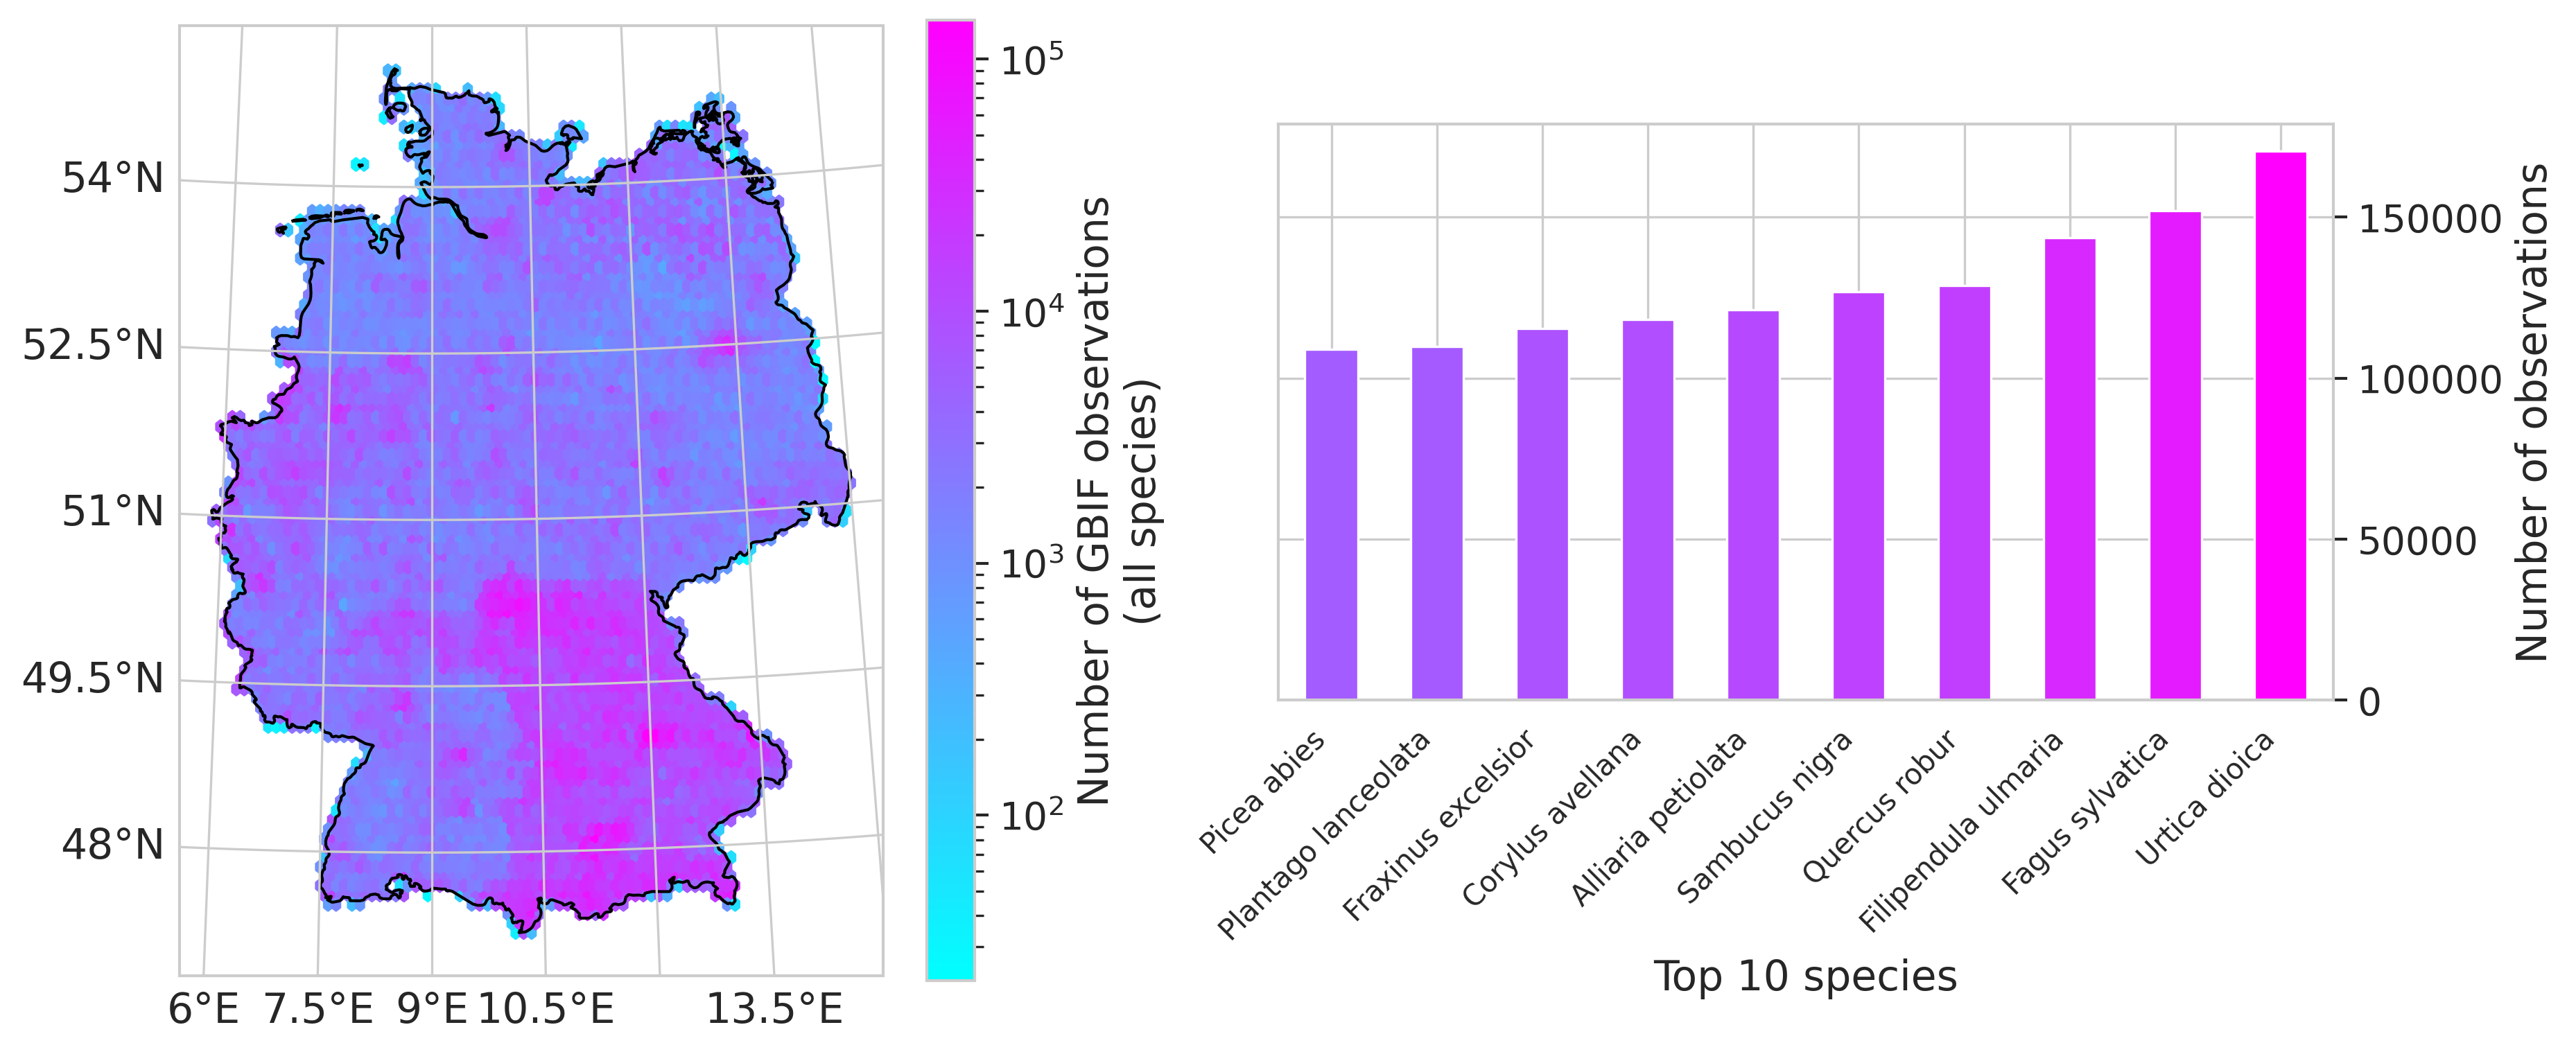 54°N
52.5°N
51°N
49.5°N
48°N
6°E 7.5°E 9°E 10.5°E 13.5°E
10⁵
10⁴
10³
10²
Number of GBIF observations
(all species)
150000
100000
50000
0
Number of observations
Picea abies
Plantago lanceolata
Fraxinus excelsior
Corylus avellana
Alliaria petiolata
Sambucus nigra
Quercus robur
Filipendula ulmaria
Fagus sylvatica
Urtica dioica
Top 10 species